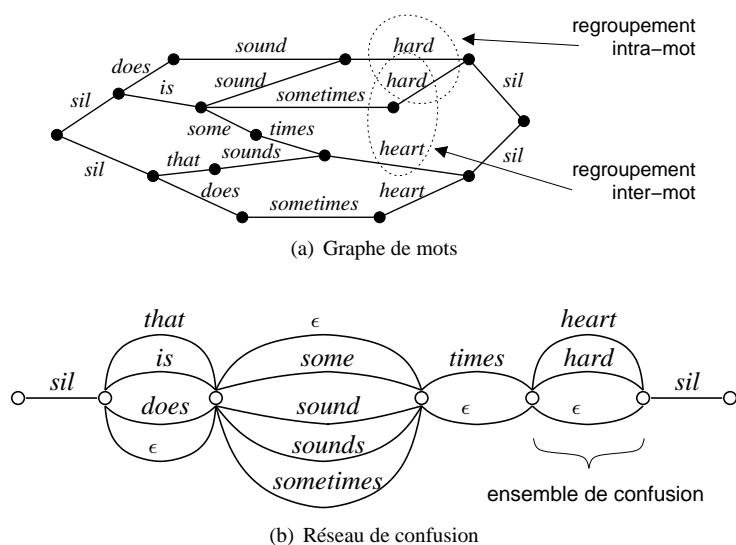 regroupement
intra−mot
does
sound
hard
sil
is
sound
hard
sil
sometimes
some
times
sil
that
sounds
heart
sil
does
heart
sometimes
regroupement
inter−mot
(a) Graphe de mots
that
ϵ
heart
is
some
times
hard
sil
sil
does
sound
ϵ
ϵ
ϵ
sounds
sometimes
ensemble de confusion
(b) Réseau de confusion